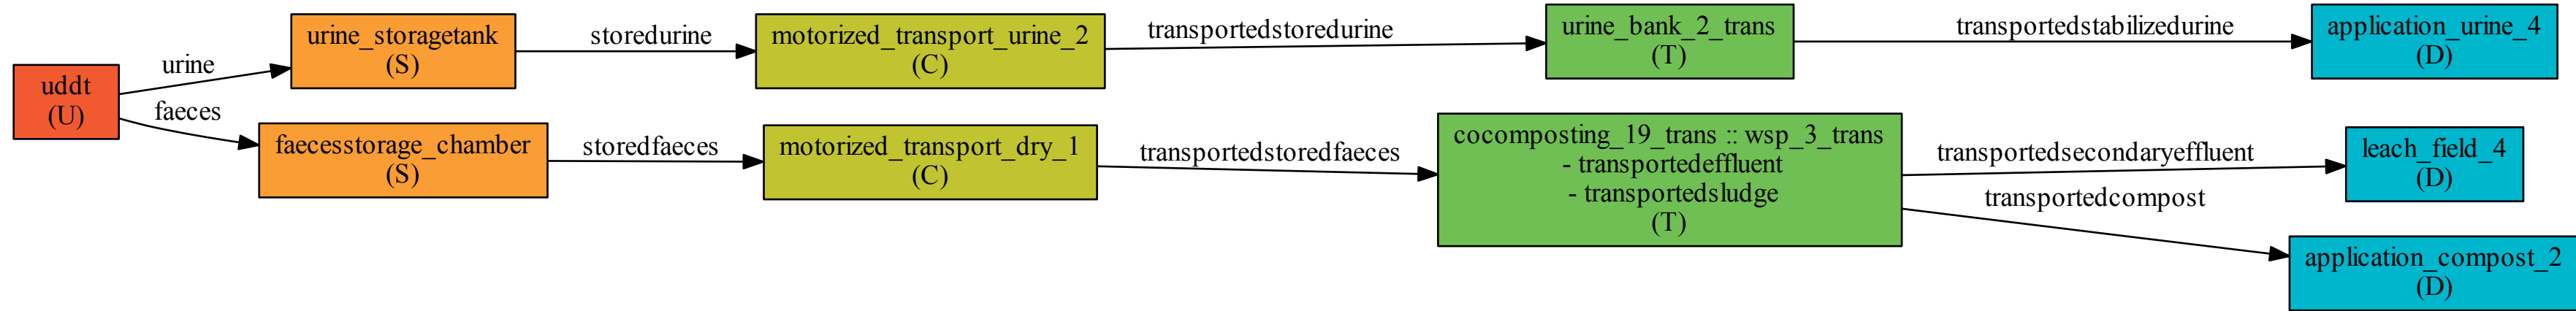 uddt
(U)
urine
faeces
urine_storagetank
(S)
faecesstorage_chamber
(S)
storedurine
storedfaeces
motorized_transport_urine_2
(C)
motorized_transport_dry_1
(C)
transportedstoredurine
transportedstoredfaeces
urine_bank_2_trans
(T)
cocomposting_19_trans :: wsp_3_trans
- transportedeffluent
- transportedsludge
(T)
transportedstabilizedurine
transportedsecondaryeffluent
transportedcompost
application_urine_4
(D)
leach_field_4
(D)
application_compost_2
(D)